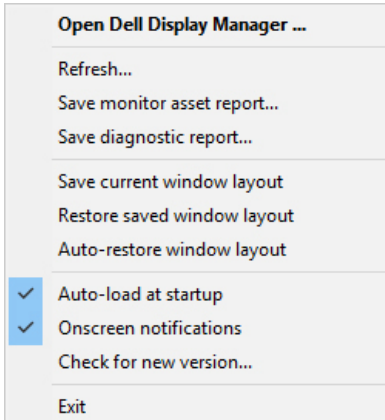 Open Dell Display Manager ...
Refresh...
Save monitor asset report...
Save diagnostic report...
Save current window layout
Restore saved window layout
Auto-restore window layout
Auto-load at startup
Onscreen notifications
Check for new version...
Exit